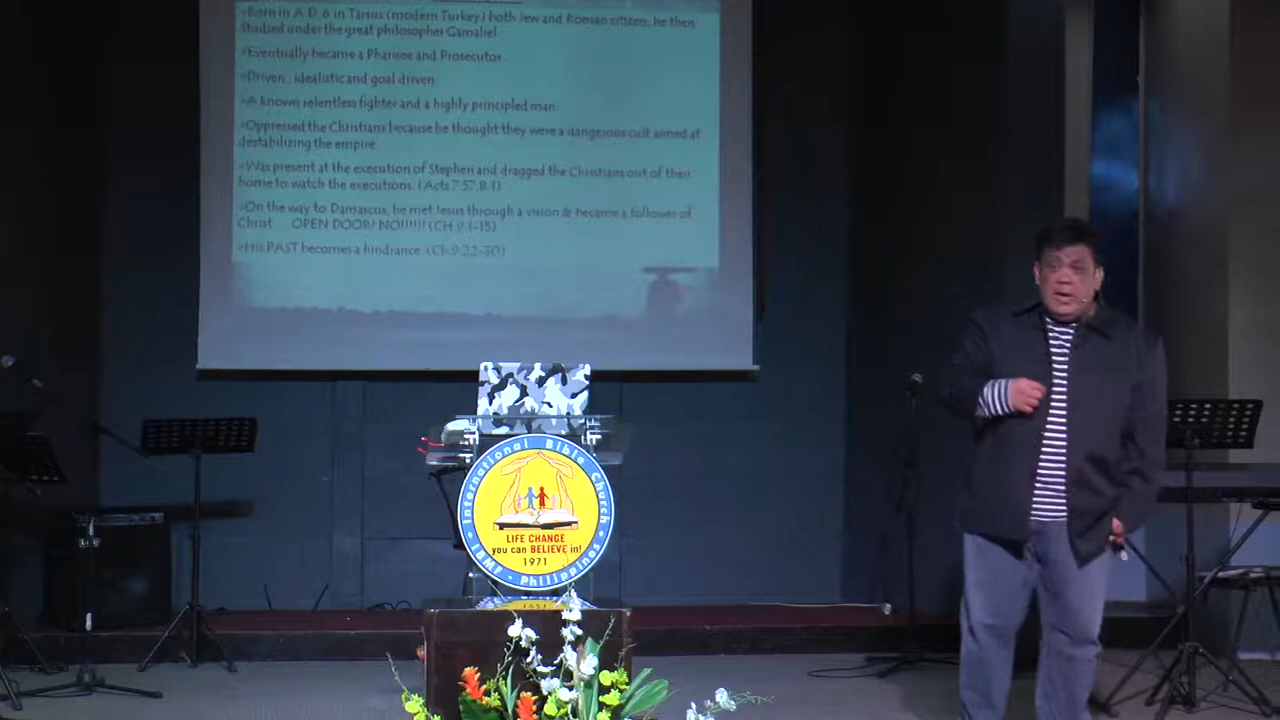 Born in A.D. 6 in Tarsus (modern Turkey) both Jew and Roman citizen, he then
Studied under the great philosopher Gamaliel
Eventually became a Pharisee and Prosecutor
Driven, idealistic and goal driven.
A known relentless fighter and a highly principled man
Oppressed the Christians because he thought they were a dangerous cult aimed at
destabilizing the empire.
Was present at the execution of Stephen and dragged the Christians out of their
home to watch the executions. (Acts 7:57,8:1)
On the way to Damascus, he met Jesus through a vision & became a follower of
Christ. OPEN DOOR? NO!!!!!! (CH 9:1-15)
His PAST becomes a hindrance. (Ch 9:22-30)
International Bible Church
LIFE CHANGE
you can BELIEVE in!
1971
IBMF - Philippines